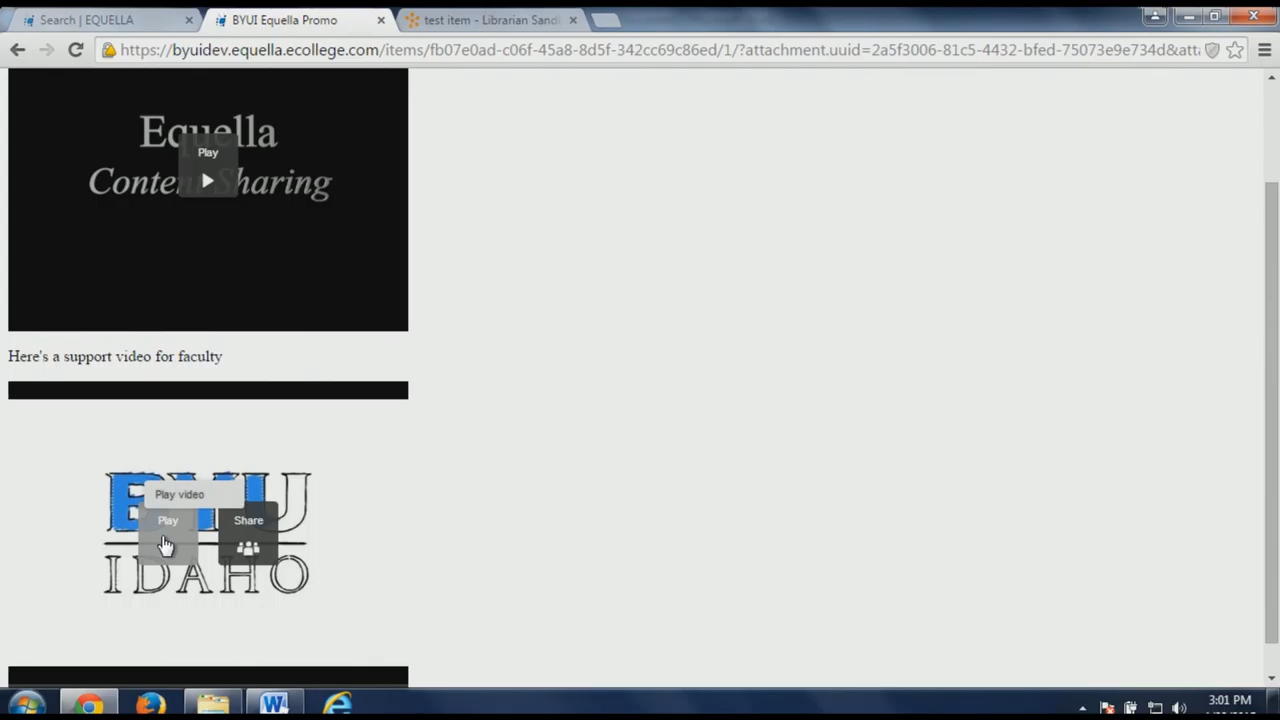 Search | EQUELLA
BYUI Equella Promo
test item - Librarian Sandl
https://byuidev.equella.ecollege.com/items/fb07e0ad-c06f-45a8-8d5f-342cc69c86ed/1/?attachment.uuid=2a5f3006-81c5-4432-bfed-75073e9e734d&att
Equella
Play
Content Sharing
Here's a support video for faculty
BYU
Play video
Play
Share
IDAHO
3:01 PM